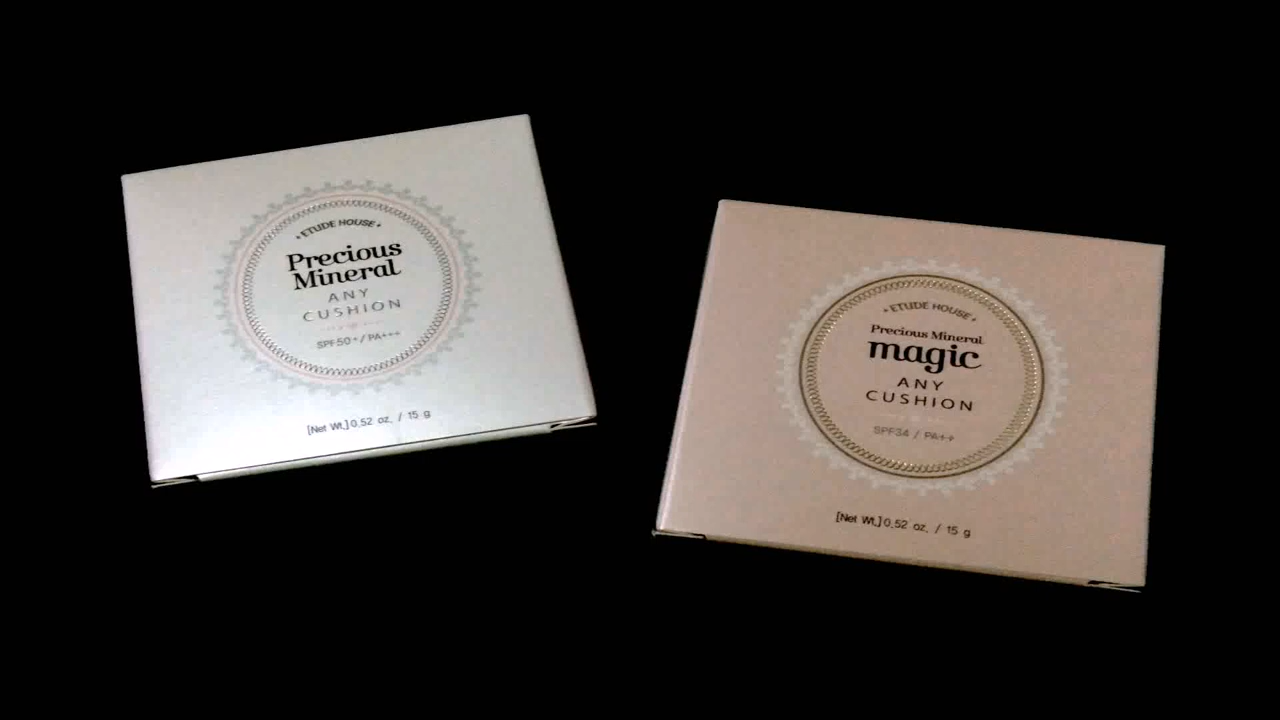 • ETUDE HOUSE •
Precious
Mineral
ANY
CUSHION
SPF50+ / PA+++
[Net Wt.] 0.52 oz. / 15 g
• ETUDE HOUSE •
Precious Mineral
magic
ANY
CUSHION
SPF34 / PA++
[Net Wt.] 0.52 oz. / 15 g